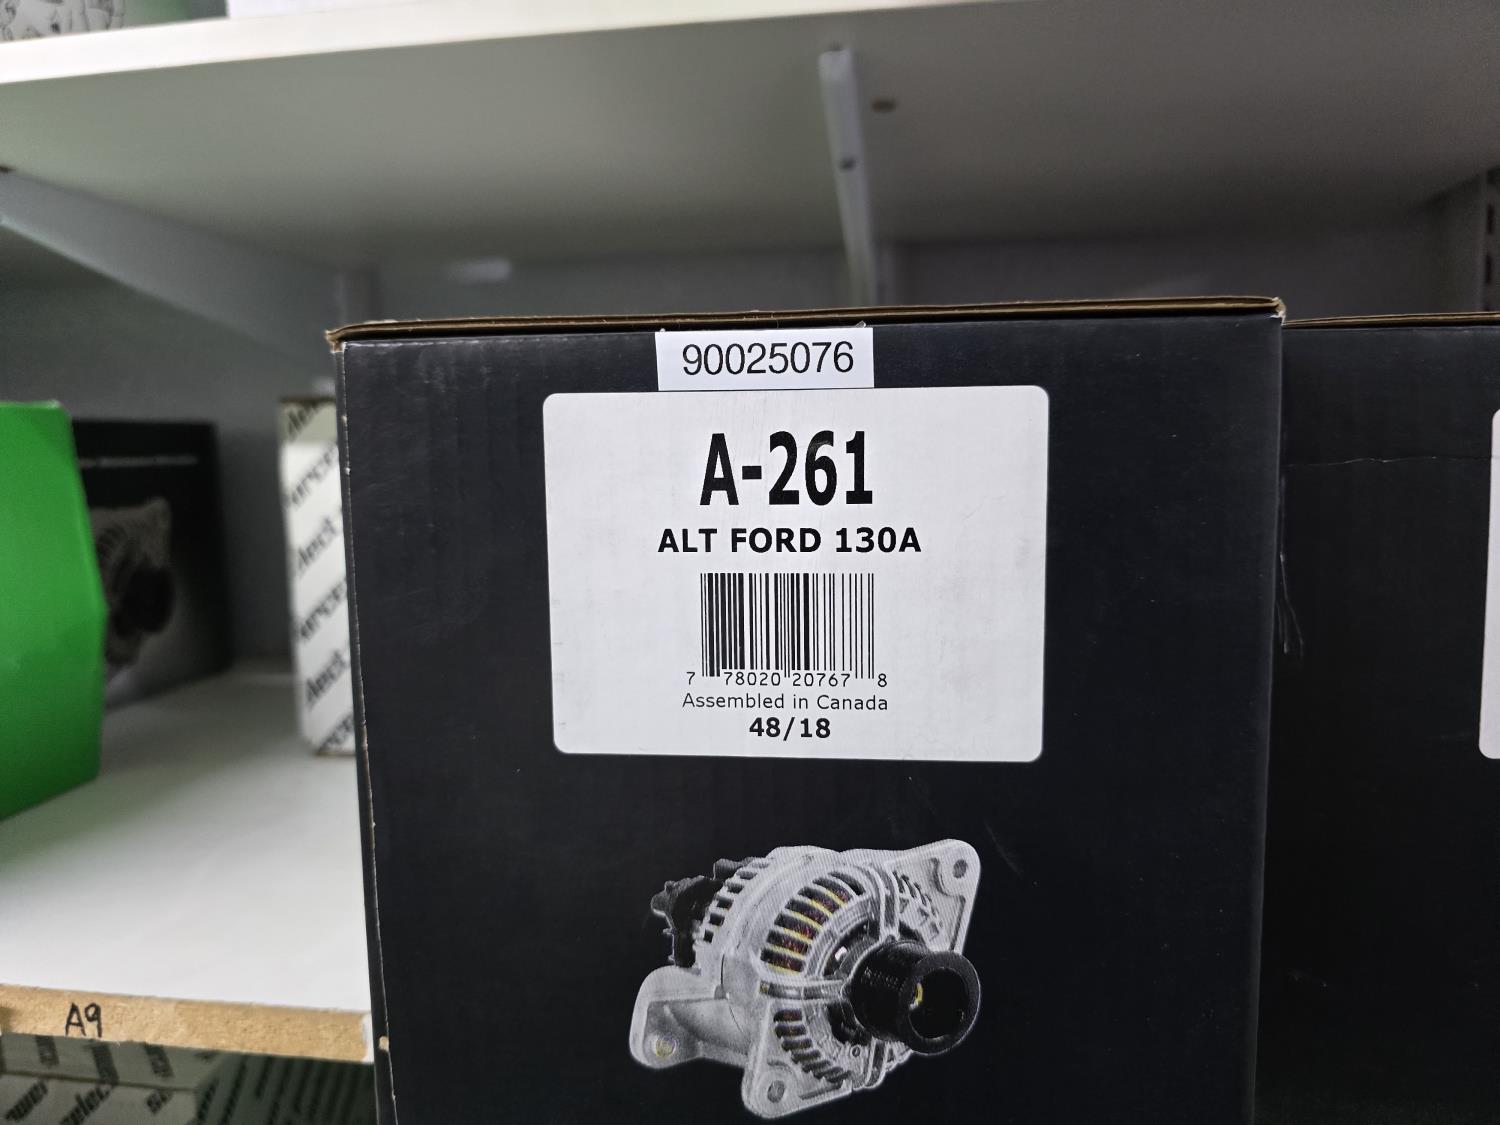 90025076
A-261
ALT FORD 130A
7 78020 20767 8
Assembled in Canada
48/18
A9